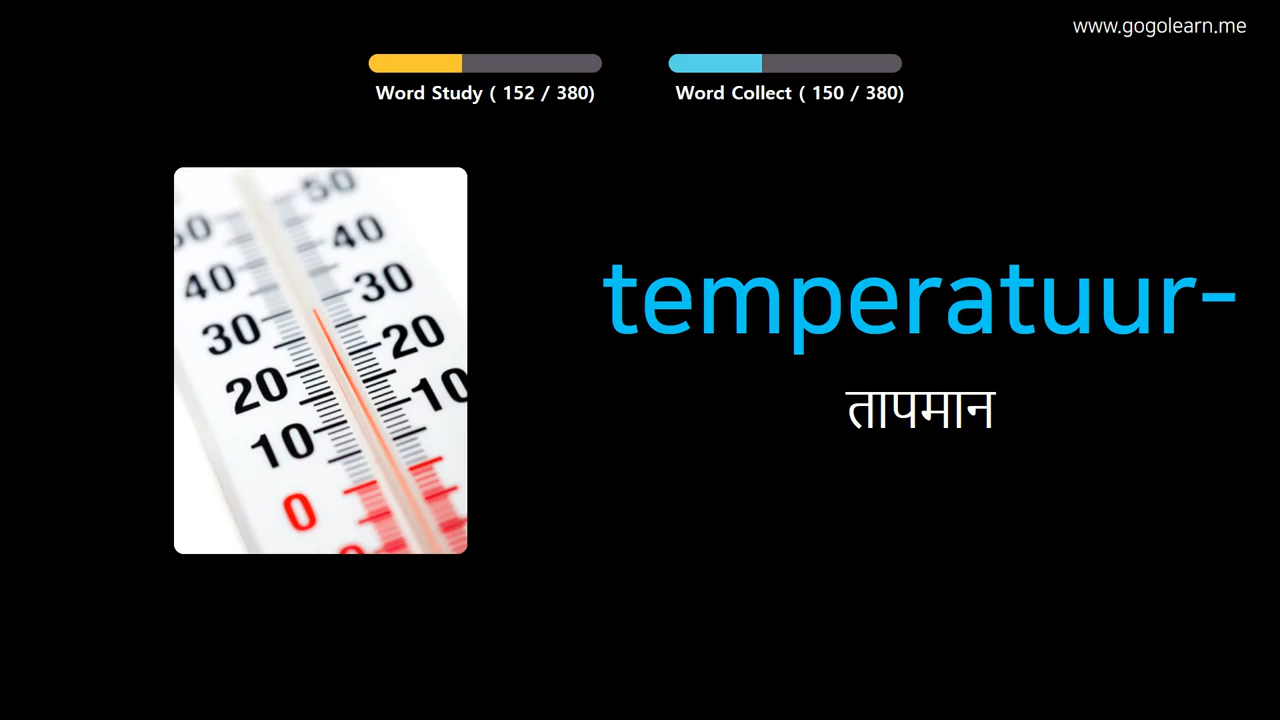 www.gogolearn.me
Word Study ( 152 / 380)
Word Collect ( 150 / 380)
50
50
40
40
30
30
20
20
10
10
0
temperatuur-
तापमान